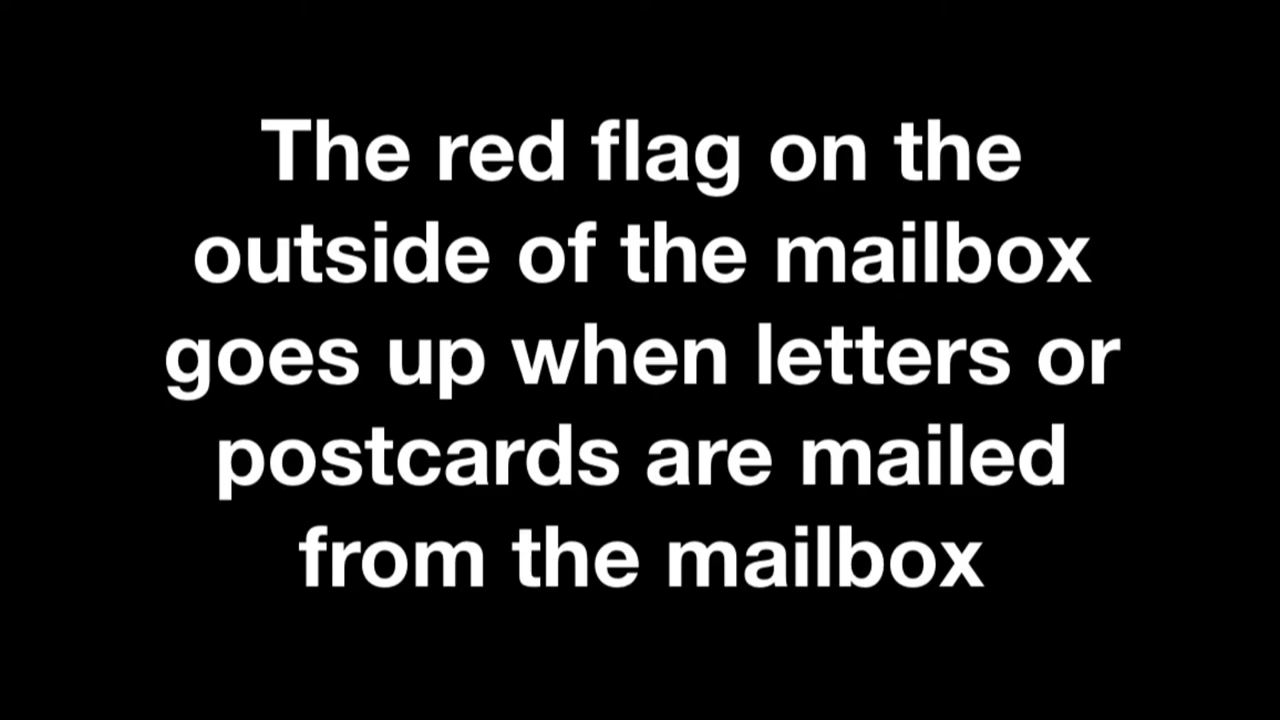 The red flag on the
outside of the mailbox
goes up when letters or
postcards are mailed
from the mailbox